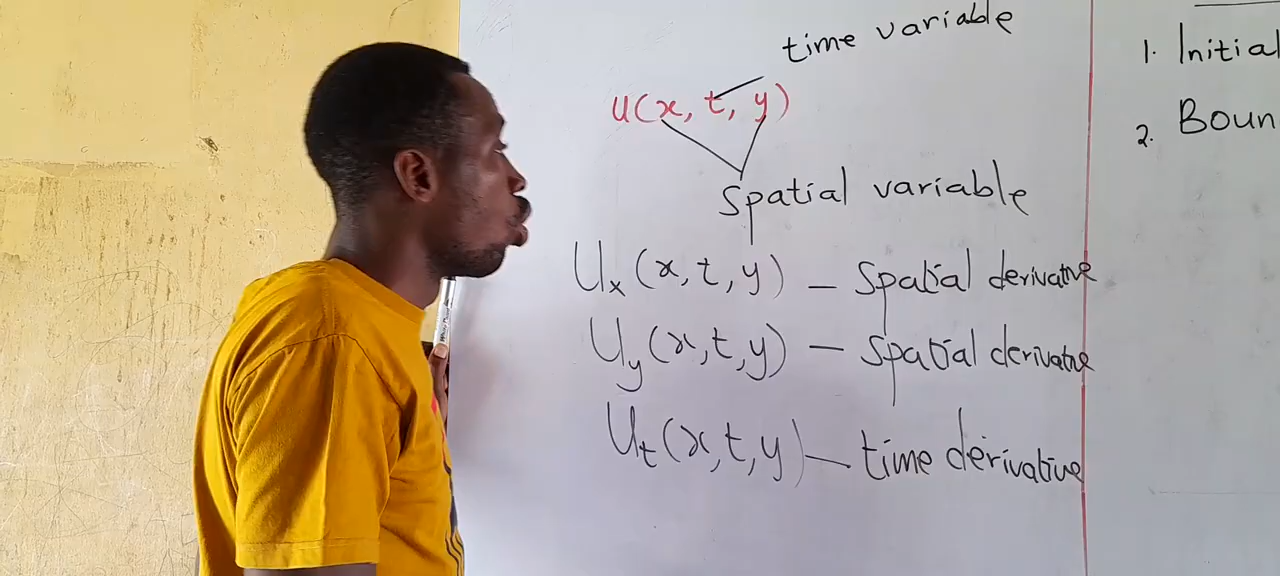 time variable
U(x, t, y)
Spatial variable
Ux (x, t, y) – Spatial derivative
Uy (x, t, y) – Spatial derivative
Ut (x, t, y) – time derivative
1. Initial
2. Boun